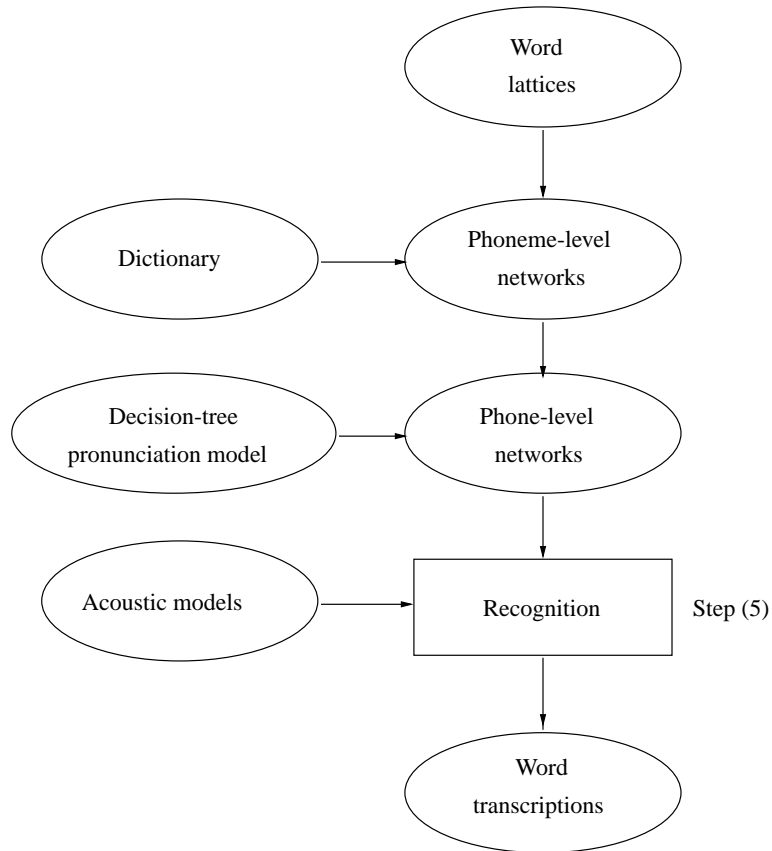 Word
lattices
Dictionary
Phoneme-level
networks
Decision-tree
pronunciation model
Phone-level
networks
Acoustic models
Recognition
Step (5)
Word
transcriptions